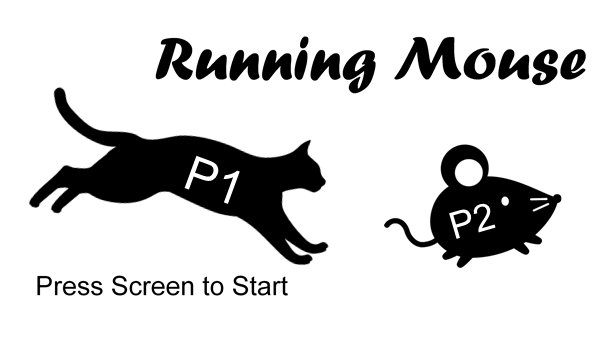 Running Mouse
P1
P2
Press Screen to Start